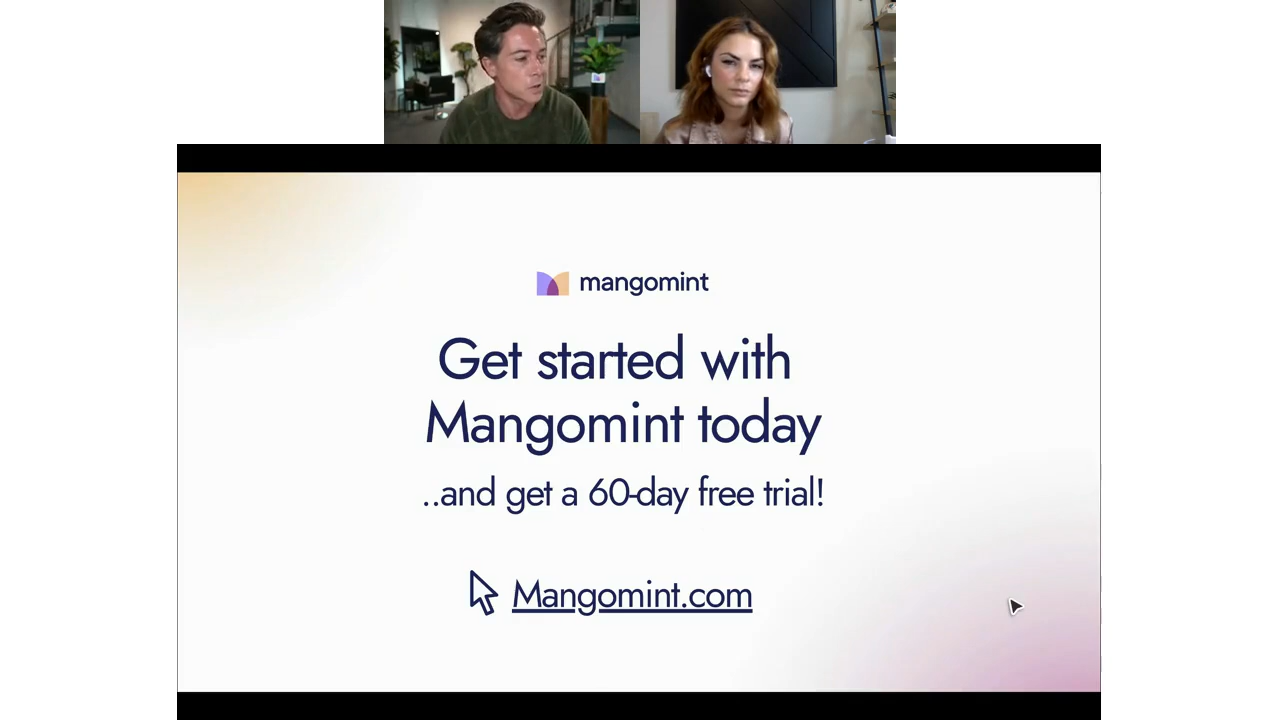 mangomint
Get started with
Mangomint today
..and get a 60-day free trial!
Mangomint.com